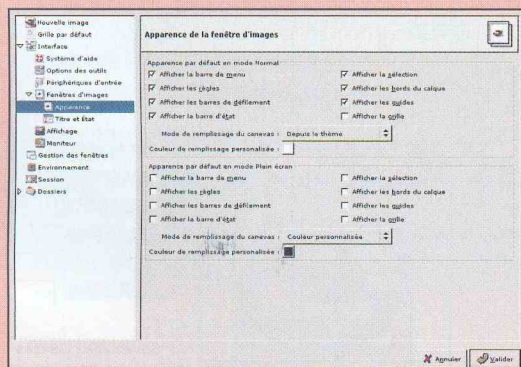 Nouvelle image
Grille par défaut
Interface
Système d'aide
Options des outils
Périphériques d'entrée
Fenêtres d'images
Apparence
Titre et État
Affichage
Moniteur
Gestion des fenêtres
Environnement
Session
Dossiers
Apparence de la fenêtre d'images
Apparence par défaut en mode Normal
Afficher la barre de menu
Afficher la sélection
Afficher les règles
Afficher les bords du calque
Afficher les barres de défilement
Afficher les guides
Afficher la barre d'état
Afficher la grille
Mode de remplissage du canevas : Depuis le thème
Couleur de remplissage personalisée :
Apparence par défaut en mode Plein écran
Afficher la barre de menu
Afficher la sélection
Afficher les règles
Afficher les bords du calque
Afficher les barres de défilement
Afficher les guides
Afficher la barre d'état
Afficher la grille
Mode de remplissage du canevas : Couleur personnalisée
Couleur de remplissage personalisée :
Annuler
Valider